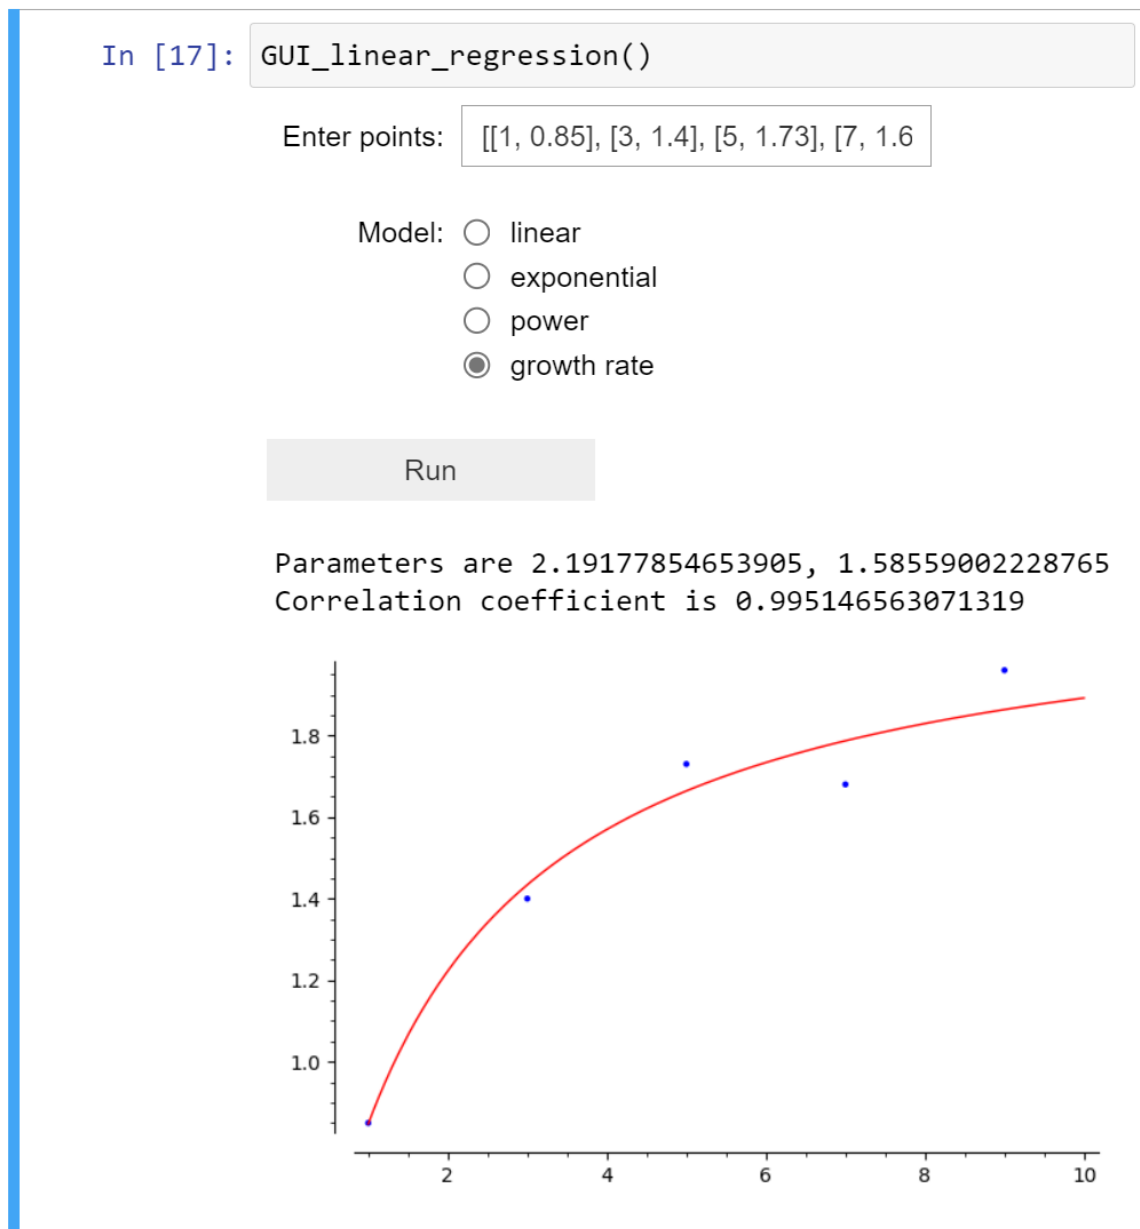 In [17]: GUI_linear_regression()
Enter points: [[1, 0.85], [3, 1.4], [5, 1.73], [7, 1.6
Model: linear
exponential
power
growth rate
Run
Parameters are 2.19177854653905, 1.58559002228765
Correlation coefficient is 0.995146563071319
1.8
1.6
1.4
1.2
1.0
2 4 6 8 10